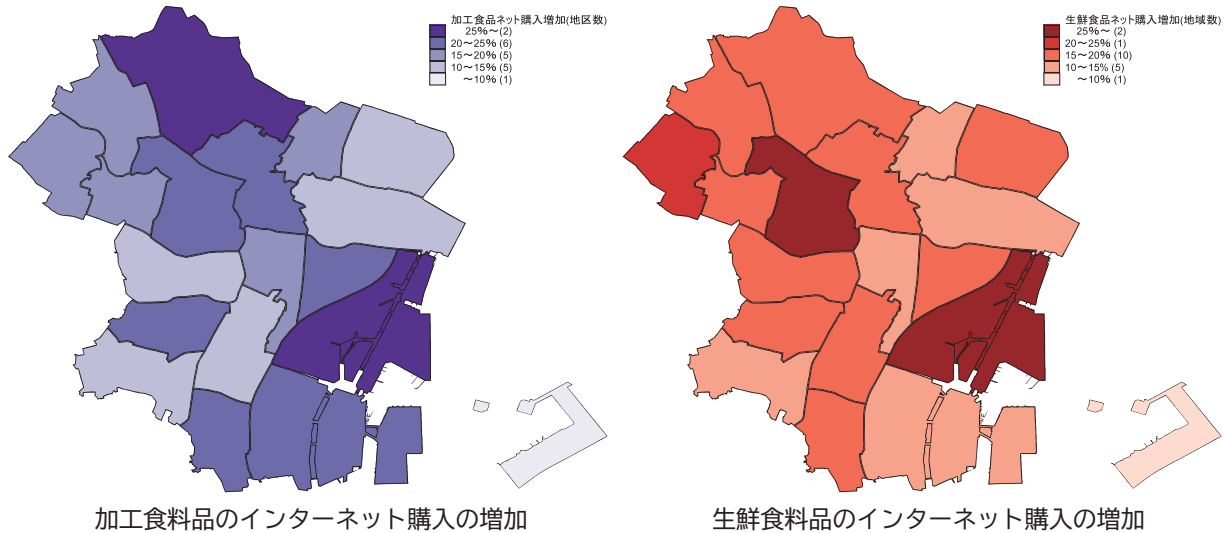 加工食品ネット購入増加(地区数)
25%～(2)
20～25% (6)
15～20% (5)
10～15% (5)
～10% (1)
生鮮食品ネット購入増加(地域数)
25%～ (2)
20～25% (1)
15～20% (10)
10～15% (5)
～10% (1)
加工食料品のインターネット購入の増加
生鮮食料品のインターネット購入の増加